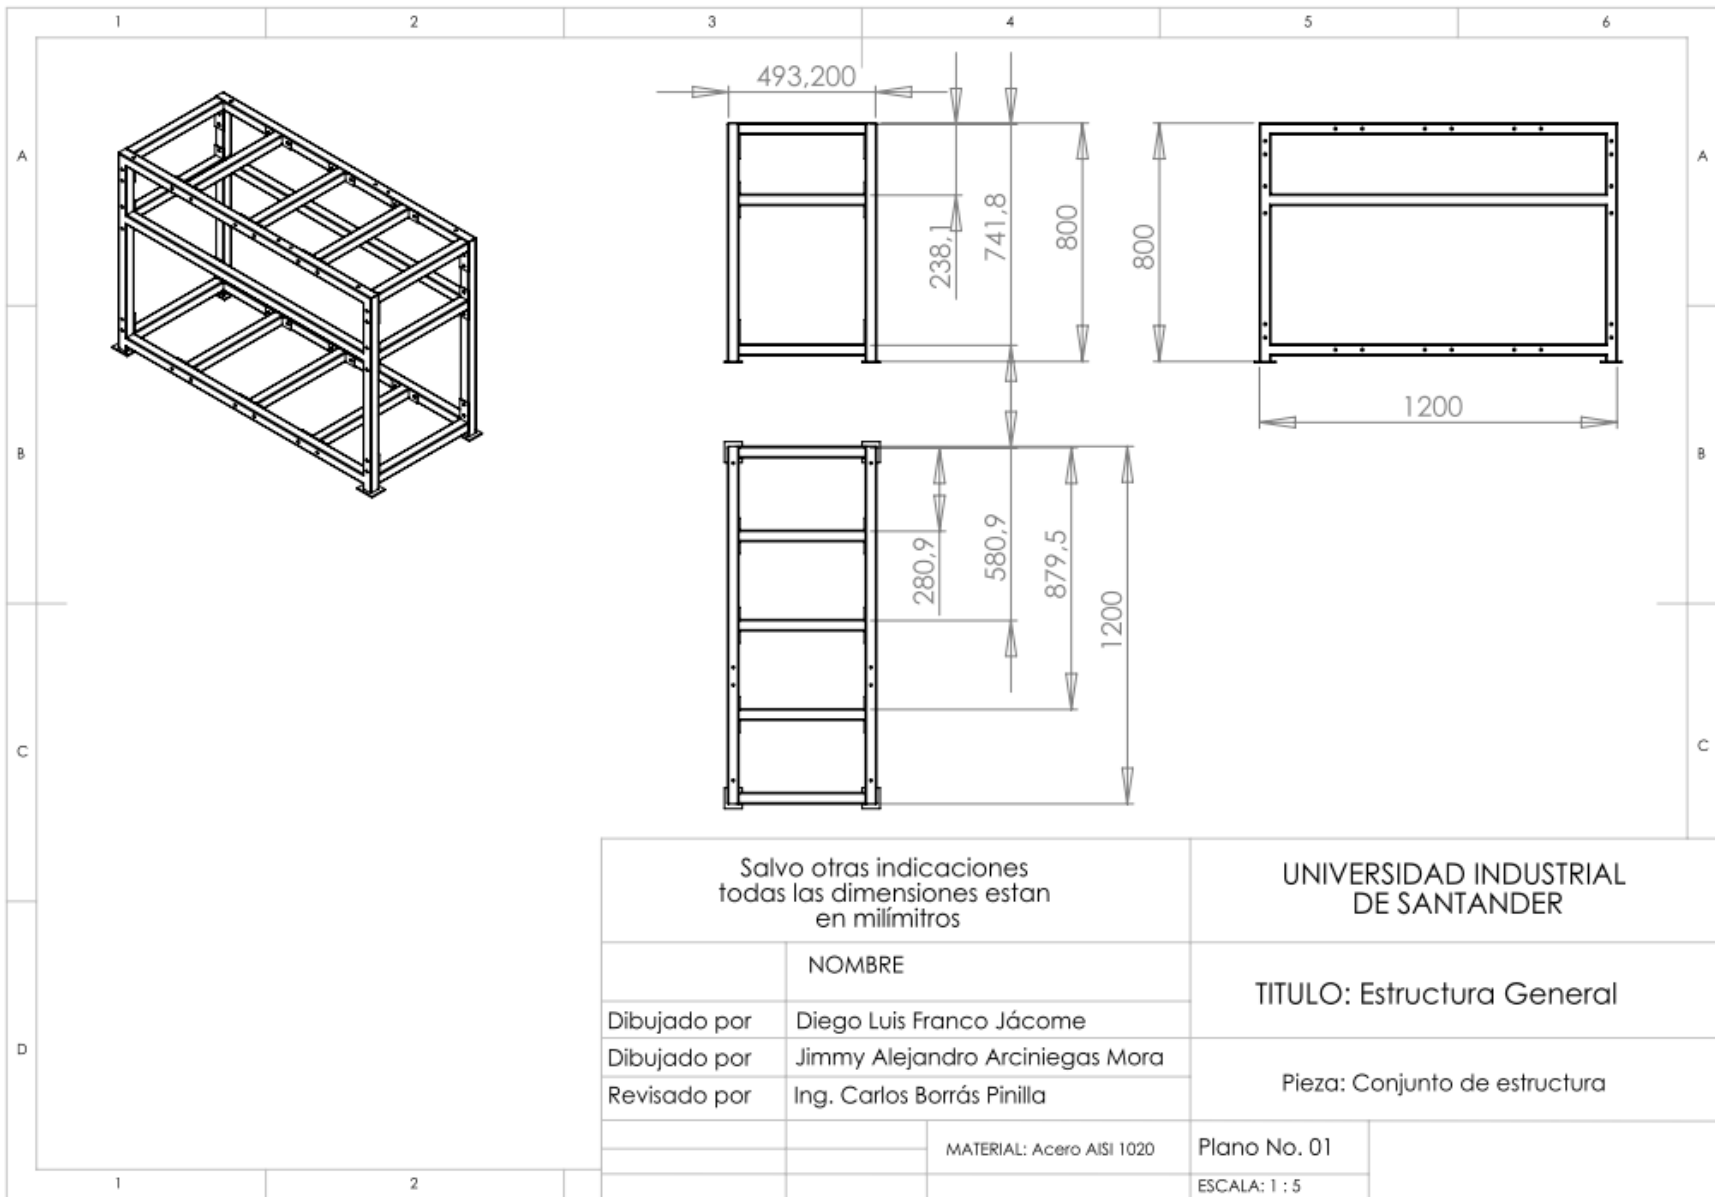 1 2 3 4 5 6
A
A
B
B
C
C
D
493,200
238,1
741,8
800
800
1200
280,9
580,9
879,5
1200
Salvo otras indicaciones
todas las dimensiones estan
en milímitros
UNIVERSIDAD INDUSTRIAL
DE SANTANDER
NOMBRE
TITULO: Estructura General
Dibujado por Diego Luis Franco Jácome
Dibujado por Jimmy Alejandro Arciniegas Mora
Revisado por Ing. Carlos Borrás Pinilla
Pieza: Conjunto de estructura
MATERIAL: Acero AISI 1020
Plano No. 01
ESCALA: 1 : 5
1 2